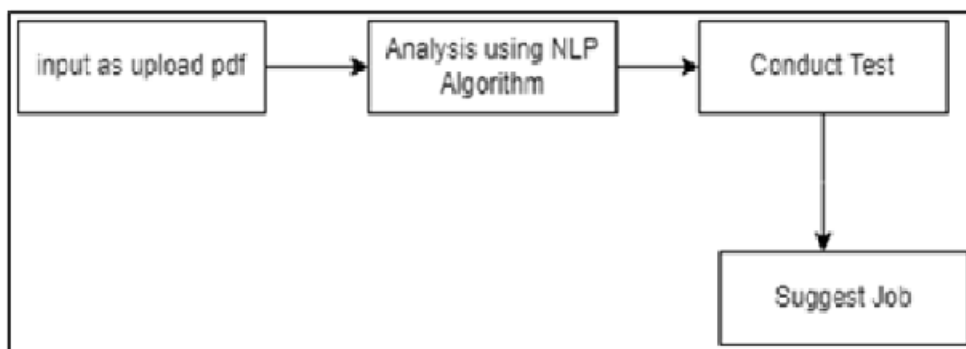 input as upload pdf
Analysis using NLP
Algorithm
Conduct Test
Suggest Job